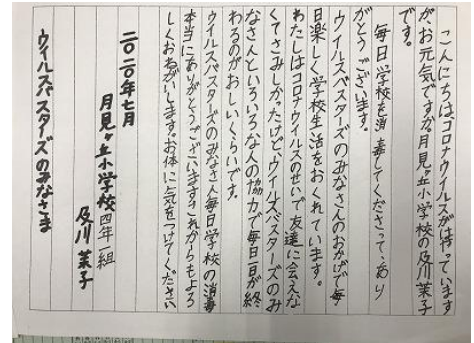 こんにちはコロナウイルスが待っています
が、お元気ですか。月見ヶ丘小学校の及川茉子
です。
毎日学校を消毒してくださって、あり
がとうございます。
ウイルスバスターズのみなさんのおかげで毎
日楽しく学校生活をおくれています。
わたしはコロナウイルスのせいで友達に会えな
くてさみしかったけど、ウイルスバスターズのみ
なさんといろいろな人の協力で毎日一日が終
わるのがおしいくらいです。
ウイルスバスターズのみなさん毎日学校の消毒
本当にありがとうございますこれからもよろ
しくおねがいします。お体に気をつけてください
二〇二〇年七月
月見ヶ丘小学校四年一組
及川茉子
ウイルスバスターズのみなさま